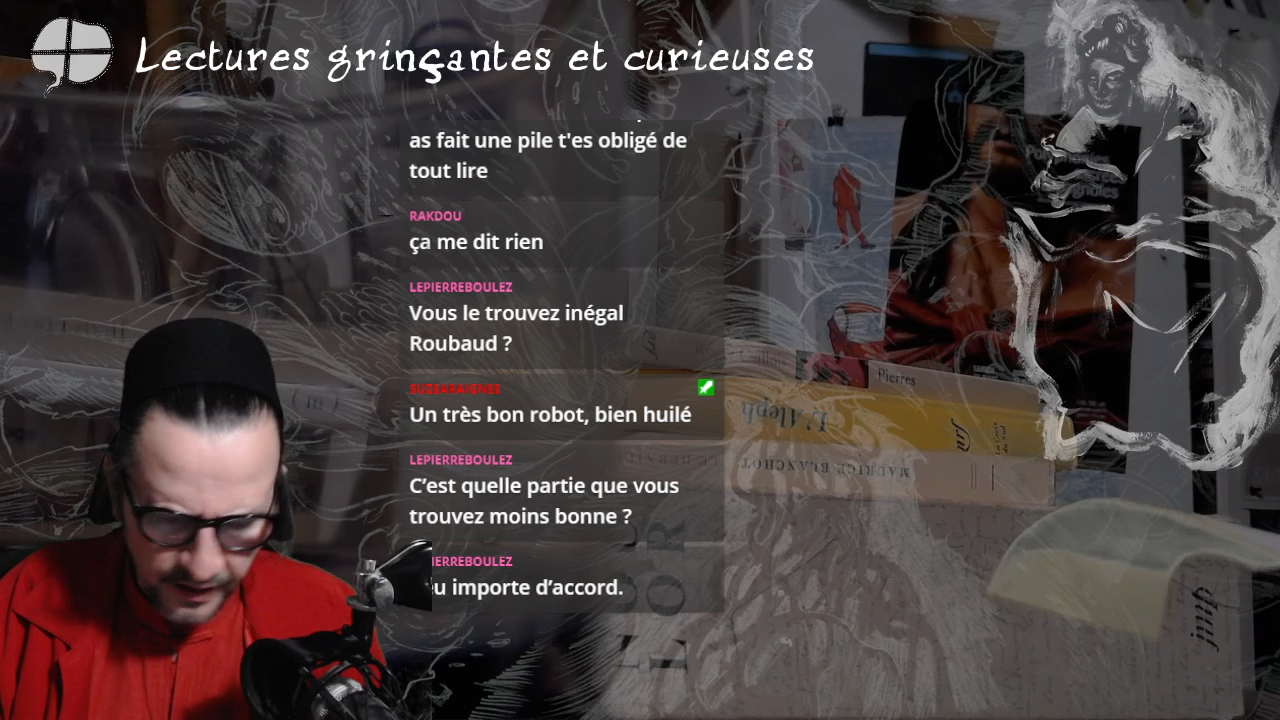 Lectures grinçantes et curieuses
as fait une pile t'es obligé de
tout lire
RAKDOU
ça me dit rien
LEPIERREBOULEZ
Vous le trouvez inégal
Roubaud ?
Un très bon robot, bien huilé
LEPIERREBOULEZ
C’est quelle partie que vous
trouvez moins bonne ?
IERREBOULEZ
eu importe d’accord.
Pierres
L'Aleph
MAURICE BLANCHOT